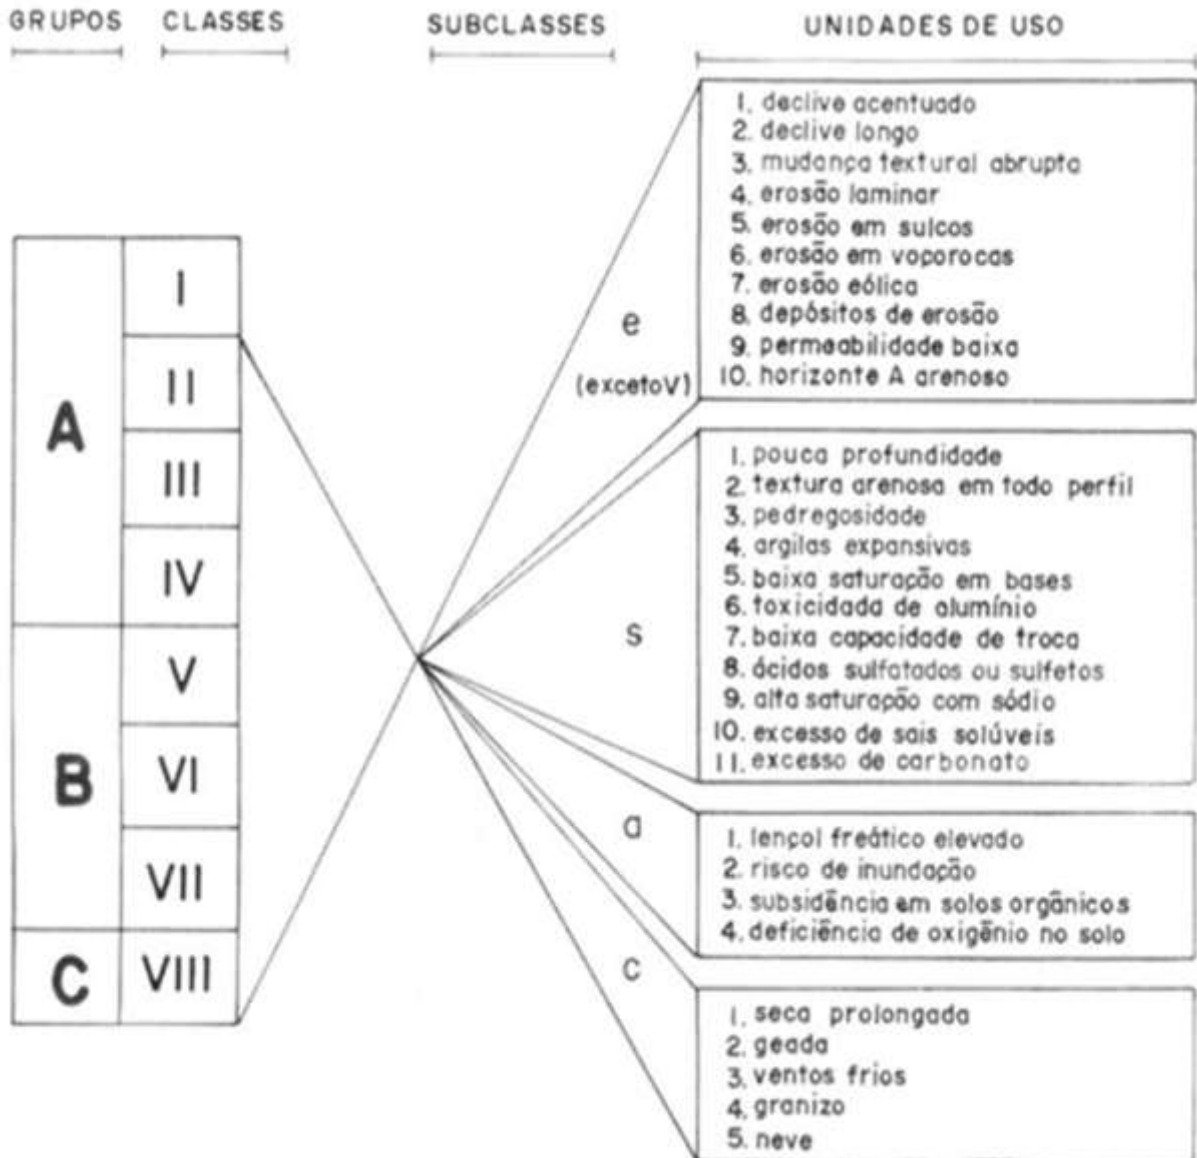 GRUPOS CLASSES SUBCLASSES UNIDADES DE USO
A
B
C
I
II
III
IV
V
VI
VII
VIII
e
(exceto V)
1. declive acentuado
2. declive longo
3. mudança textural abrupta
4. erosão laminar
5. erosão em sulcos
6. erosão em voporocas
7. erosão eólica
8. depósitos de erosão
9. permeabilidade baixa
10. horizonte A arenoso
s
1. pouca profundidade
2. textura arenosa em todo perfil
3. pedregosidade
4. argilas expansivas
5. baixa saturação em bases
6. toxicidada de alumínio
7. baixa capacidade de troca
8. ácidos sulfatados ou sulfetos
9. alta saturação com sódio
10. excesso de sais solúveis
11. excesso de carbonato
a
1. lençol freático elevado
2. risco de inundação
3. subsidência em solos orgânicos
4. deficiência de oxigênio no solo
c
1. seca prolongada
2. geada
3. ventos frios
4. granizo
5. neve